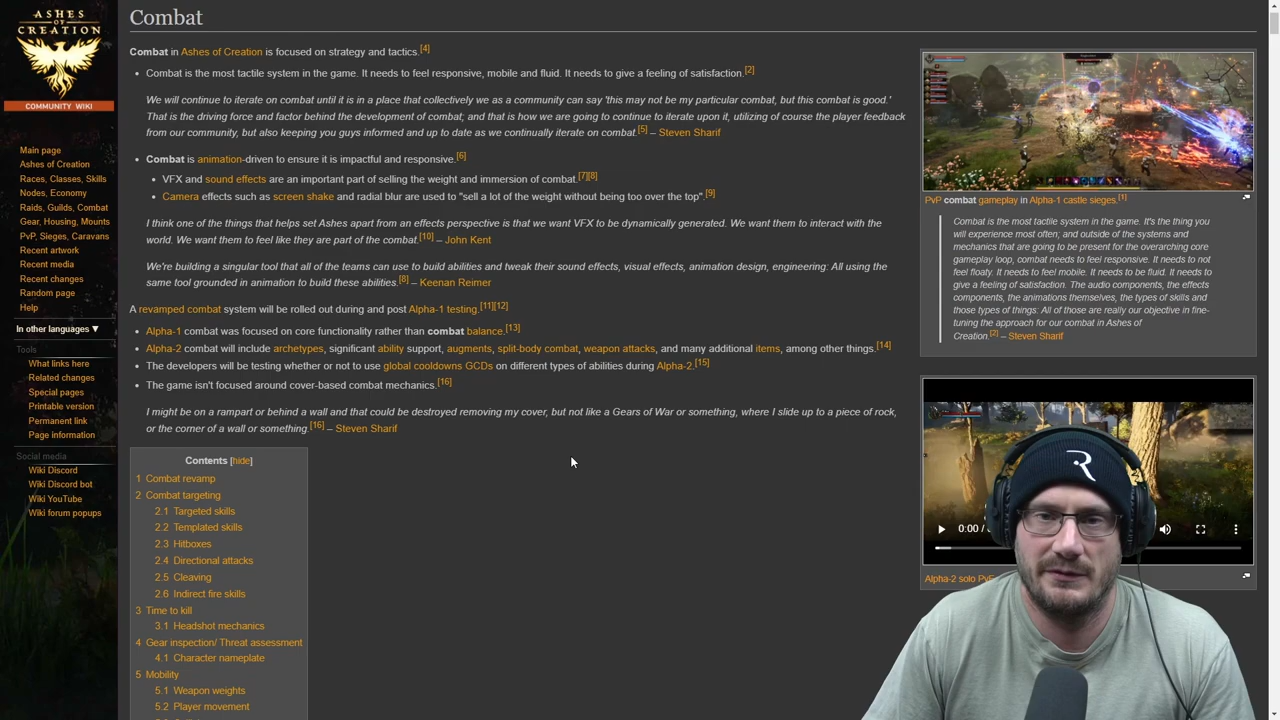 ASHES
OF
CREATION
COMMUNITY WIKI
Main page
Ashes of Creation
Races, Classes, Skills
Nodes, Economy
Raids, Guilds, Combat
Gear, Housing, Mounts
PvP, Sieges, Caravans
Recent artwork
Recent media
Recent changes
Random page
Help
In other languages ▼
Tools
What links here
Related changes
Special pages
Printable version
Permanent link
Page information
Social media
Wiki Discord
Wiki Discord bot
Wiki YouTube
Wiki forum popups
Combat
Combat in Ashes of Creation is focused on strategy and tactics.[4]
• Combat is the most tactile system in the game. It needs to feel responsive, mobile and fluid. It needs to give a feeling of satisfaction.[2]
We will continue to iterate on combat until it is in a place that collectively we as a community can say 'this may not be my particular combat, but this combat is good.'
That is the driving force and factor behind the development of combat; and that is how we are going to continue to iterate upon it, utilizing of course the player feedback
from our community, but also keeping you guys informed and up to date as we continually iterate on combat.[5] – Steven Sharif
• Combat is animation-driven to ensure it is impactful and responsive.[6]
• VFX and sound effects are an important part of selling the weight and immersion of combat.[7][8]
• Camera effects such as screen shake and radial blur are used to "sell a lot of the weight without being too over the top" [9]
I think one of the things that helps set Ashes apart from an effects perspective is that we want VFX to be dynamically generated. We want them to interact with the
world. We want them to feel like they are part of the combat.[10] – John Kent
We're building a singular tool that all of the teams can use to build abilities and tweak their sound effects, visual effects, animation design, engineering: All using the
same tool grounded in animation to build these abilities.[8] – Keenan Reimer
A revamped combat system will be rolled out during and post Alpha-1 testing.[11][12]
• Alpha-1 combat was focused on core functionality rather than combat balance.[13]
• Alpha-2 combat will include archetypes, significant ability support, augments, split-body combat, weapon attacks, and many additional items, among other things.[14]
• The developers will be testing whether or not to use global cooldowns GCDs on different types of abilities during Alpha-2.[15]
• The game isn't focused around cover-based combat mechanics.[16]
I might be on a rampart or behind a wall and that could be destroyed removing my cover, but not like a Gears of War or something, where I slide up to a piece of rock,
or the corner of a wall or something.[16] – Steven Sharif
Contents [hide]
1 Combat revamp
2 Combat targeting
2.1 Targeted skills
2.2 Templated skills
2.3 Hitboxes
2.4 Directional attacks
2.5 Cleaving
2.6 Indirect fire skills
3 Time to kill
3.1 Headshot mechanics
4 Gear inspection/ Threat assessment
4.1 Character nameplate
5 Mobility
5.1 Weapon weights
5.2 Player movement
PvP combat gameplay in Alpha-1 castle sieges.[1]
Combat is the most tactile system in the game. It's the thing you
will experience most often; and outside of the systems and
mechanics that are going to be present for the overarching core
gameplay loop, combat needs to feel responsive. It needs to not
feel floaty. It needs to feel mobile. It needs to be fluid. It needs to
give a feeling of satisfaction. The audio components, the effects
components, the animations themselves, the types of skills and
those types of things: All of those are really our objective in fine-
tuning the approach for our combat in Ashes of
Creation.[2] – Steven Sharif
0:00 /
Alpha-2 solo PvE